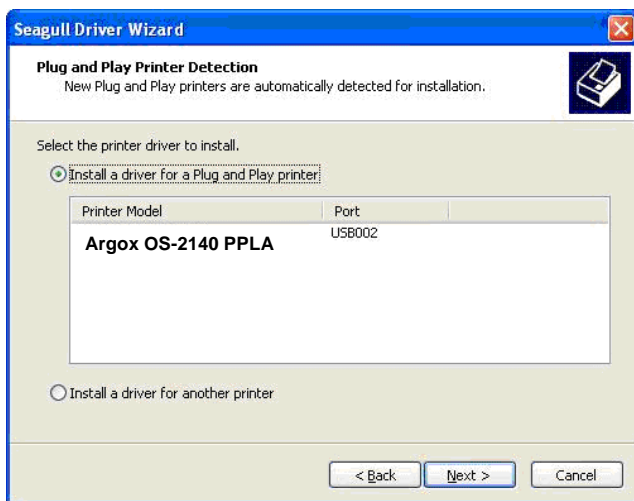 Seagull Driver Wizard
Plug and Play Printer Detection
New Plug and Play printers are automatically detected for installation.
Select the printer driver to install.
Install a driver for a Plug and Play printer
Printer Model Port
Argox OS-2140 PPLA USB002
Install a driver for another printer
< Back Next > Cancel